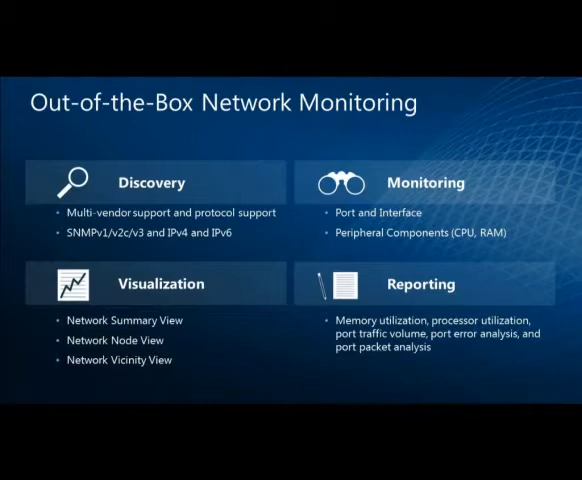 Out-of-the-Box Network Monitoring
Discovery
• Multi-vendor support and protocol support
• SNMPv1/v2c/v3 and IPv4 and IPv6
Monitoring
• Port and Interface
• Peripheral Components (CPU, RAM)
Visualization
• Network Summary View
• Network Node View
• Network Vicinity View
Reporting
• Memory utilization, processor utilization,
port traffic volume, port error analysis, and
port packet analysis